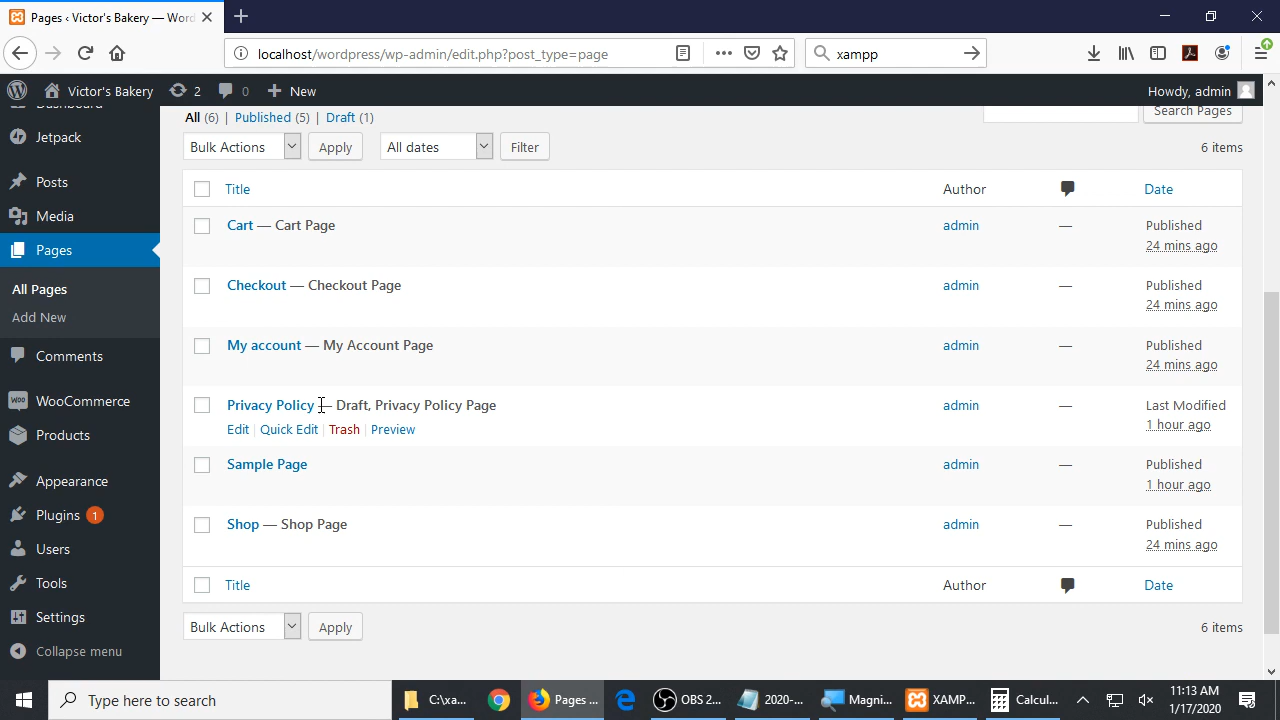 Pages ‹ Victor's Bakery — Word
localhost/wordpress/wp-admin/edit.php?post_type=page
xampp
Victor's Bakery
2
0
New
Howdy, admin
Dashboard
Jetpack
Posts
Media
Pages
All Pages
Add New
Comments
WooCommerce
Products
Appearance
Plugins 1
Users
Tools
Settings
Collapse menu
All (6) | Published (5) | Draft (1)
Search Pages
Bulk Actions
Apply
All dates
Filter
6 items
Title
Author
Date
Cart — Cart Page
admin
—
Published
24 mins ago
Checkout — Checkout Page
admin
—
Published
24 mins ago
My account — My Account Page
admin
—
Published
24 mins ago
Privacy Policy — Draft, Privacy Policy Page
admin
—
Last Modified
1 hour ago
Edit | Quick Edit | Trash | Preview
Sample Page
admin
—
Published
1 hour ago
Shop — Shop Page
admin
—
Published
24 mins ago
Title
Author
Date
Bulk Actions
Apply
6 items
Type here to search
C:\xa...
Pages ...
OBS 2...
2020-...
Magni...
XAMP...
Calcul...
11:13 AM
1/17/2020